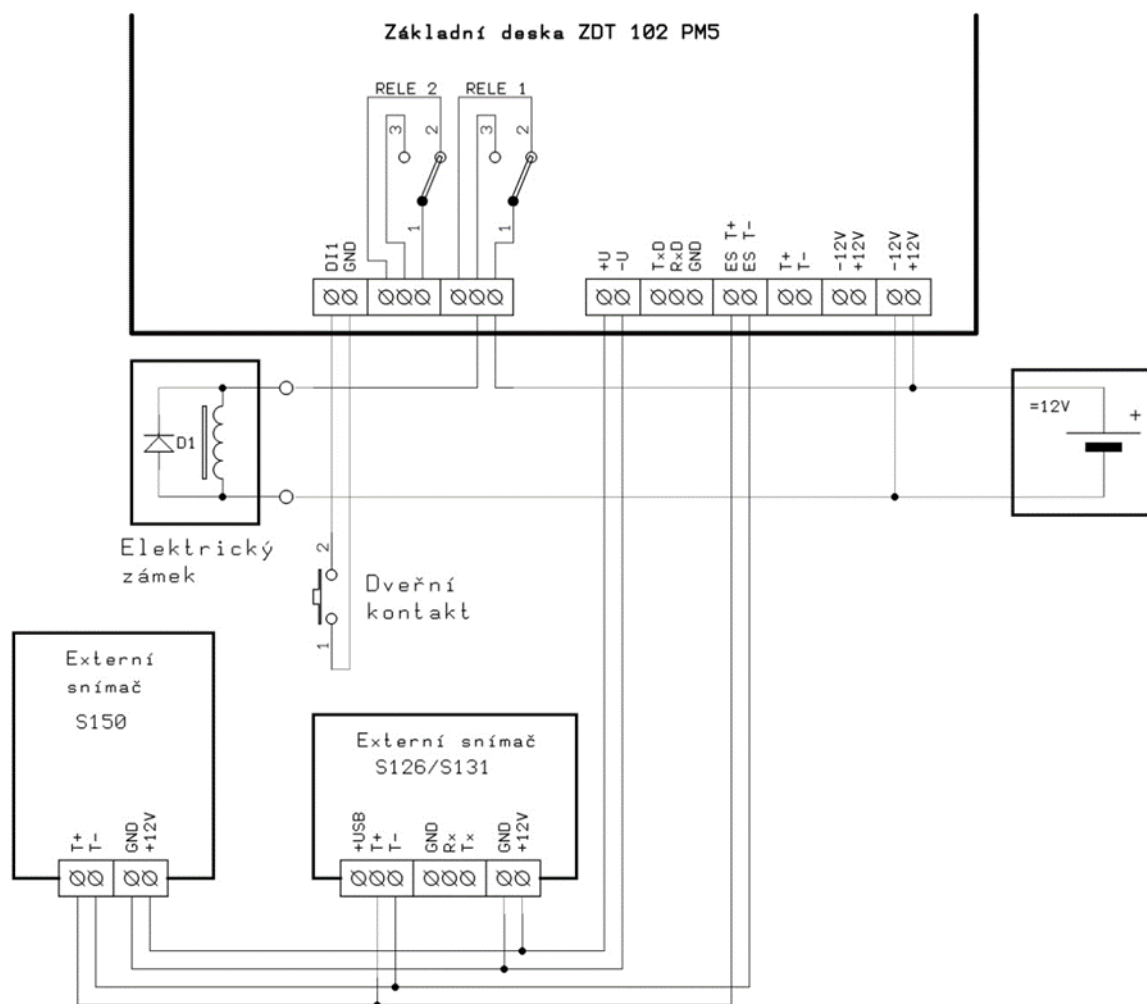 Základní deska ZDT 102 PM5
RELE 2 RELE 1
3 2 3 2
1 1
DI1 GND +U -U TxD RxD GND ES T+ ES T- T+ T- -12V +12V -12V +12V
D1
=12V +
Elektrický
zámek
2
Dveřní
kontakt
1
Externí
snímač
S150
T+ T- GND +12V
Externí snímač
S126/S131
+USB T+ T- GND Rx Tx GND +12V